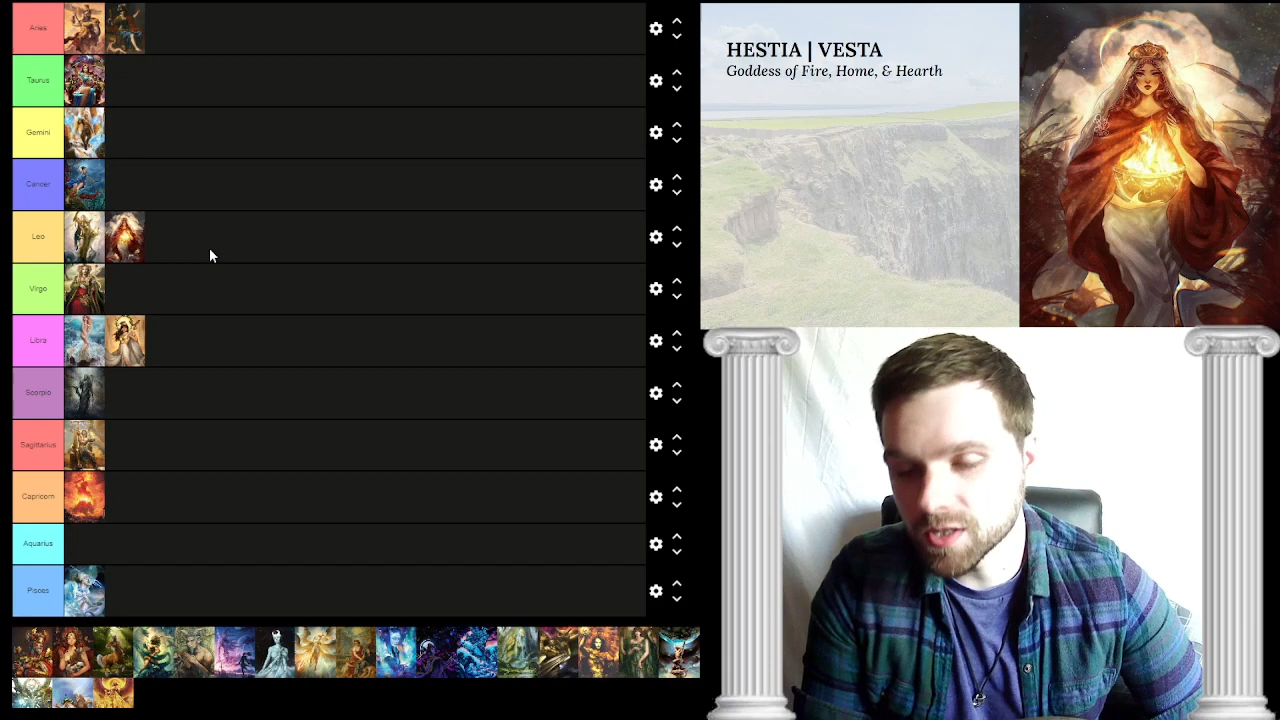 Aries
Taurus
Gemini
Cancer
Leo
Virgo
Libra
Scorpio
Sagittarius
Capricorn
Aquarius
Pisces
HESTIA | VESTA
Goddess of Fire, Home, & Hearth